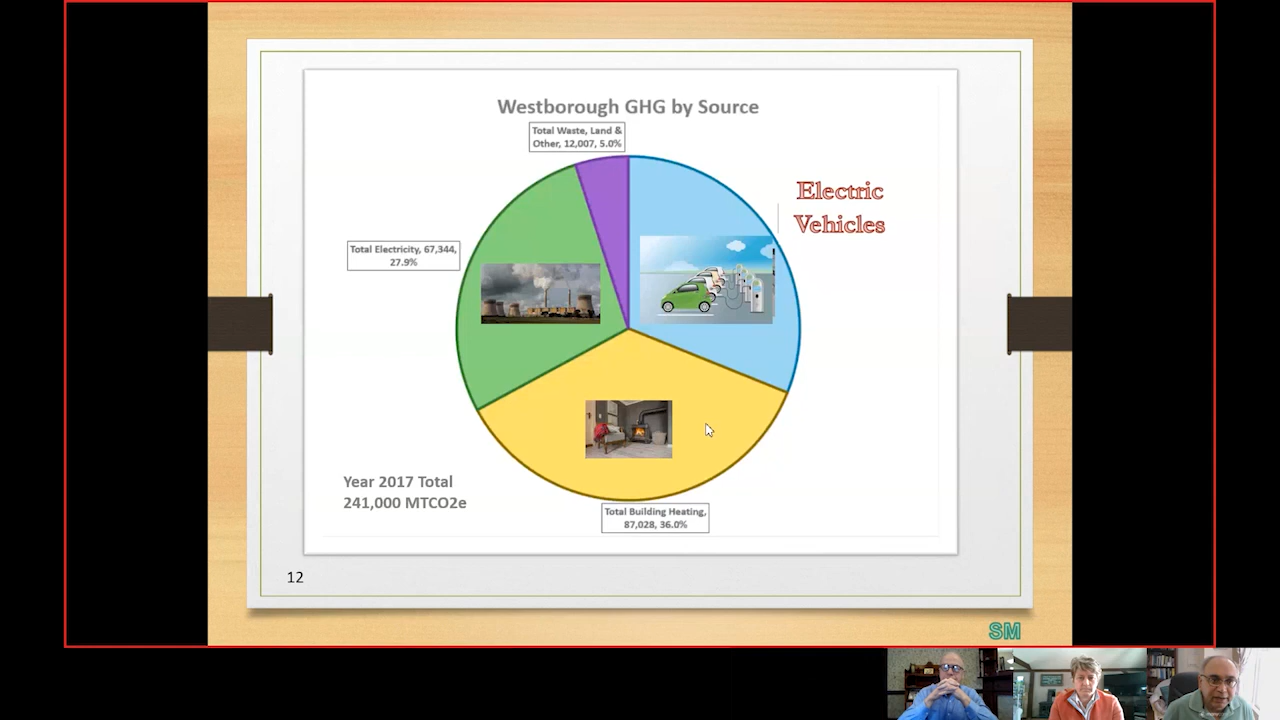 Westborough GHG by Source
Total Waste, Land &
Other, 12,007, 5.0%
Electric
Vehicles
Total Electricity, 67,344,
27.9%
Year 2017 Total
241,000 MTCO2e
Total Building Heating,
87,028, 36.0%
12
SM